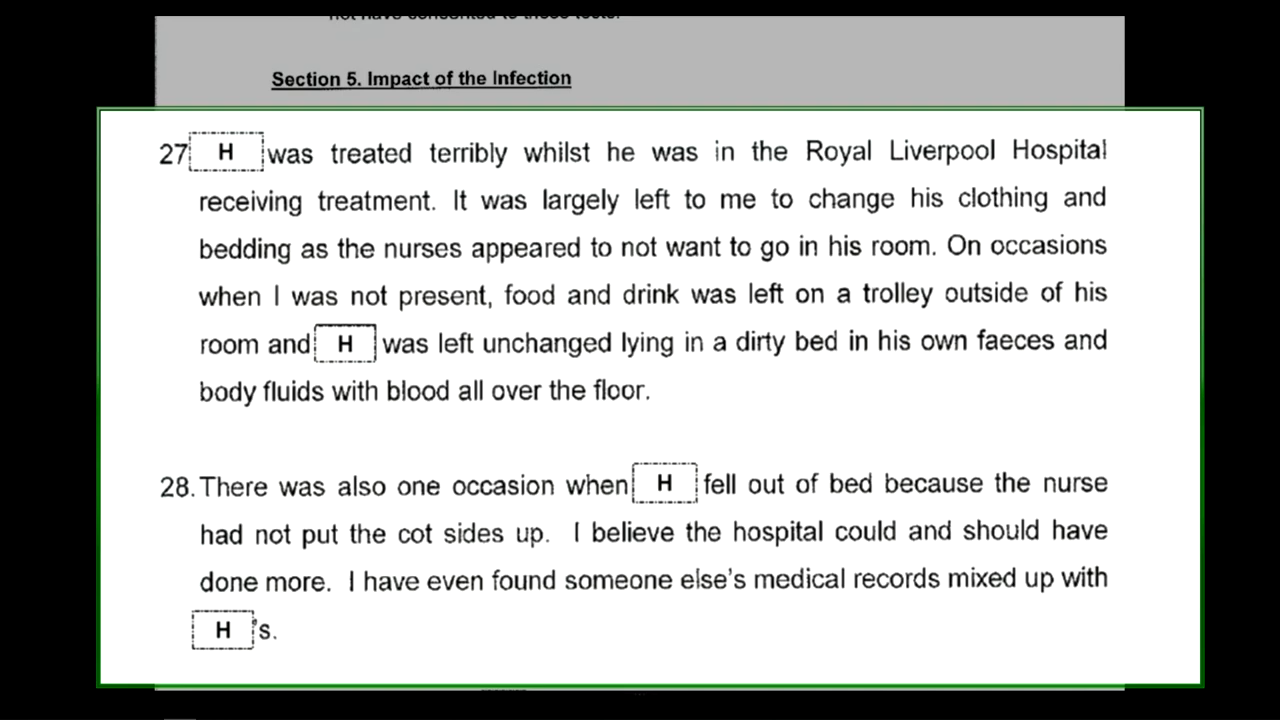 not have consented to these tests.
Section 5. Impact of the Infection
27 H was treated terribly whilst he was in the Royal Liverpool Hospital
receiving treatment. It was largely left to me to change his clothing and
bedding as the nurses appeared to not want to go in his room. On occasions
when I was not present, food and drink was left on a trolley outside of his
room and H was left unchanged lying in a dirty bed in his own faeces and
body fluids with blood all over the floor.
28. There was also one occasion when H fell out of bed because the nurse
had not put the cot sides up. I believe the hospital could and should have
done more. I have even found someone else's medical records mixed up with
H 's.